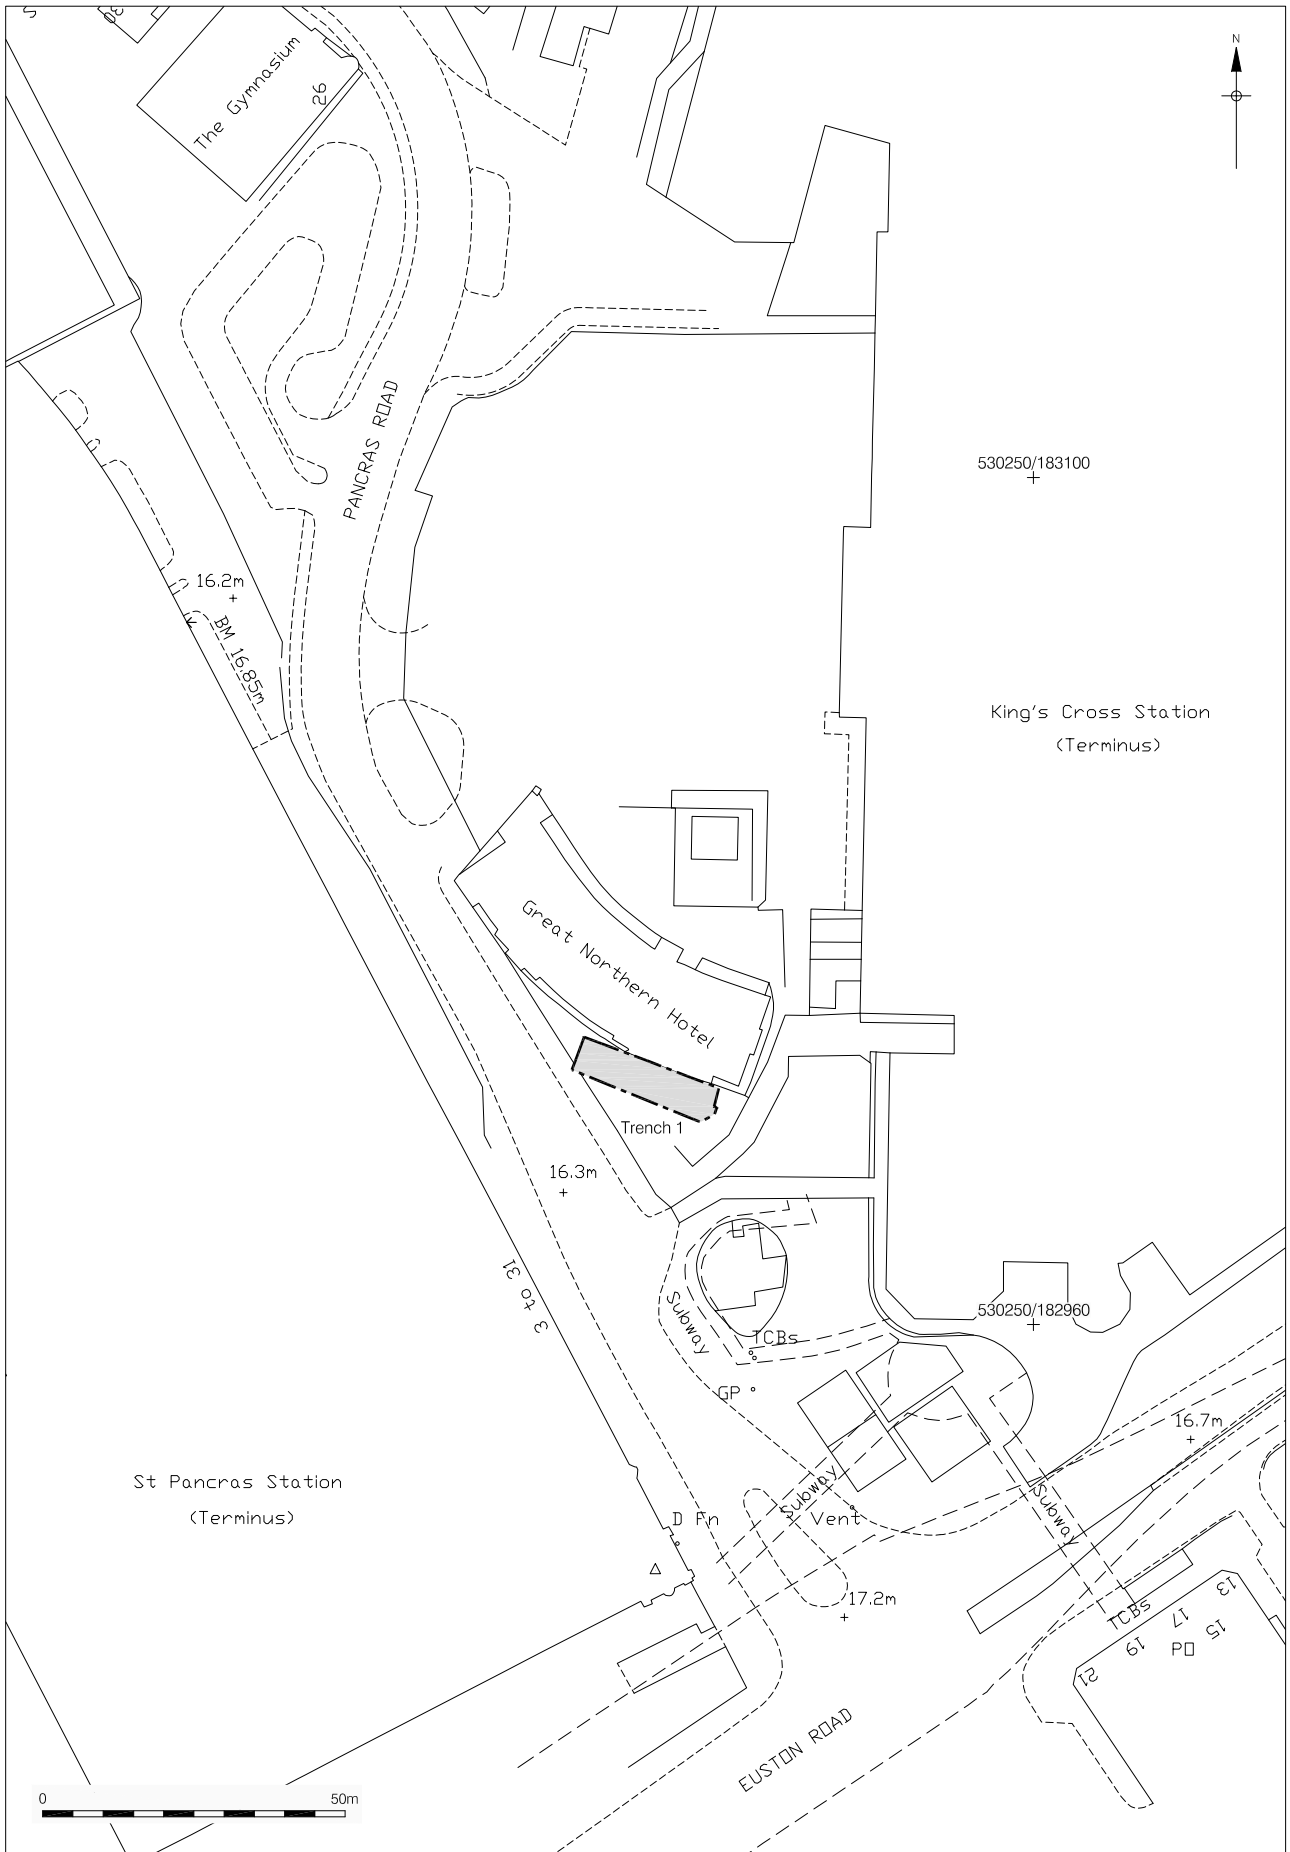 S
30
N
The Gymnasium
26
PANCRAS ROAD
530250/183100
16.2m
BM 16.85m
King's Cross Station
(Terminus)
Great Northern Hotel
Trench 1
16.3m
3 to 31
Subway
530250/182960
TCBs
GP
16.7m
St Pancras Station
(Terminus)
Subway
D Fn
Vent
Subway
17.2m
TCBs
13
15
17
19
21
PO
EUSTON ROAD
0
50m